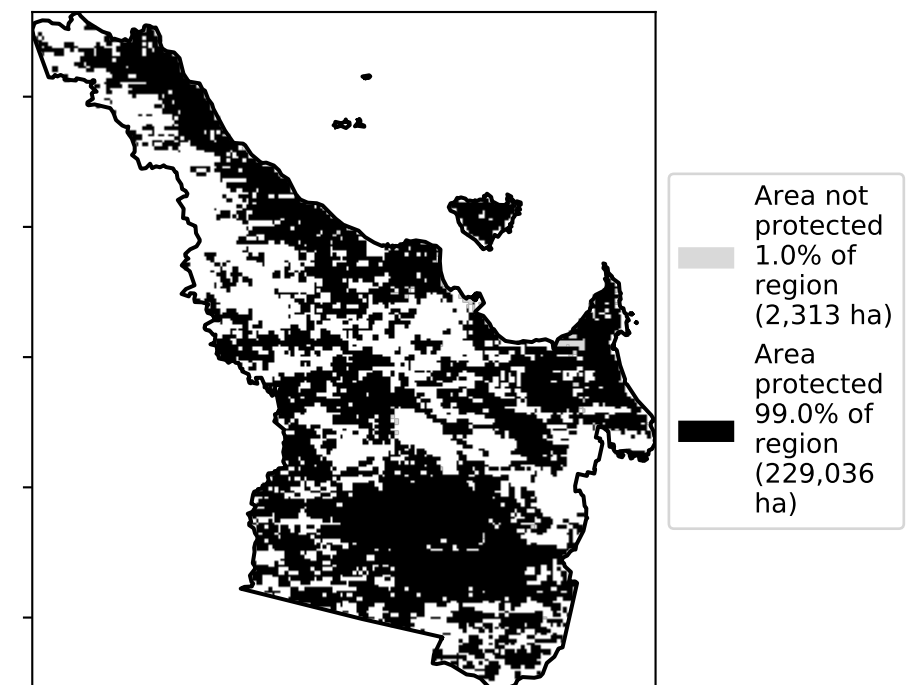 Area not
protected
1.0% of
region
(2,313 ha)
Area
protected
99.0% of
region
(229,036
ha)